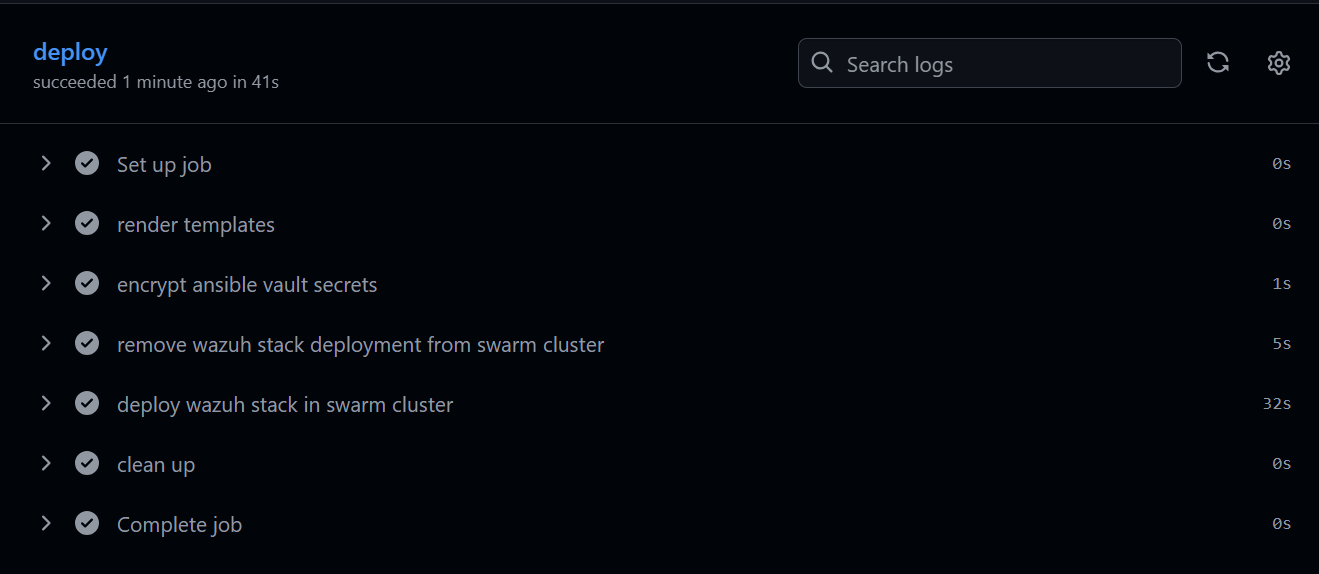 deploy
succeeded 1 minute ago in 41s
Search logs
Set up job 0s
render templates 0s
encrypt ansible vault secrets 1s
remove wazuh stack deployment from swarm cluster 5s
deploy wazuh stack in swarm cluster 32s
clean up 0s
Complete job 0s